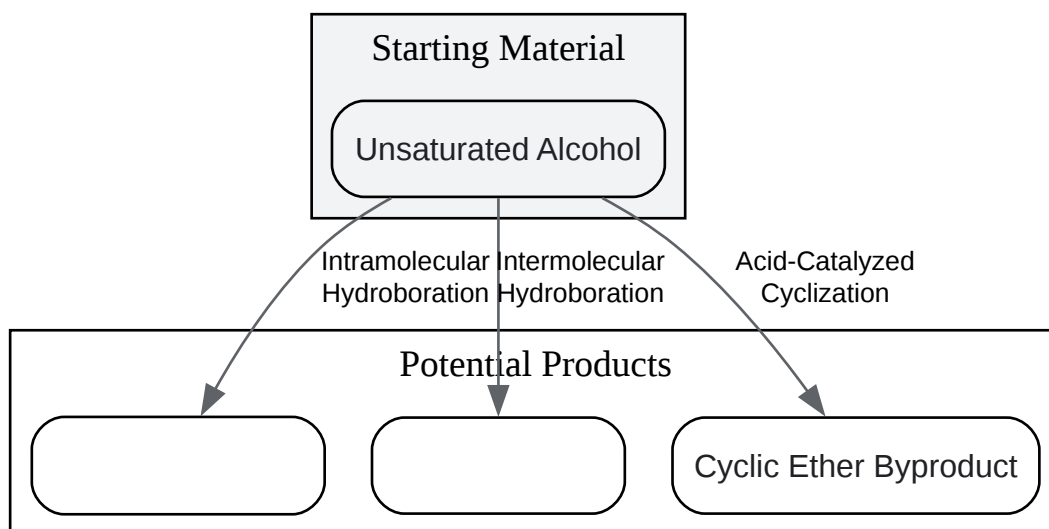 Starting Material
Unsaturated Alcohol
Intramolecular
Hydroboration
Intermolecular
Hydroboration
Acid-Catalyzed
Cyclization
Potential Products
Cyclic Ether Byproduct